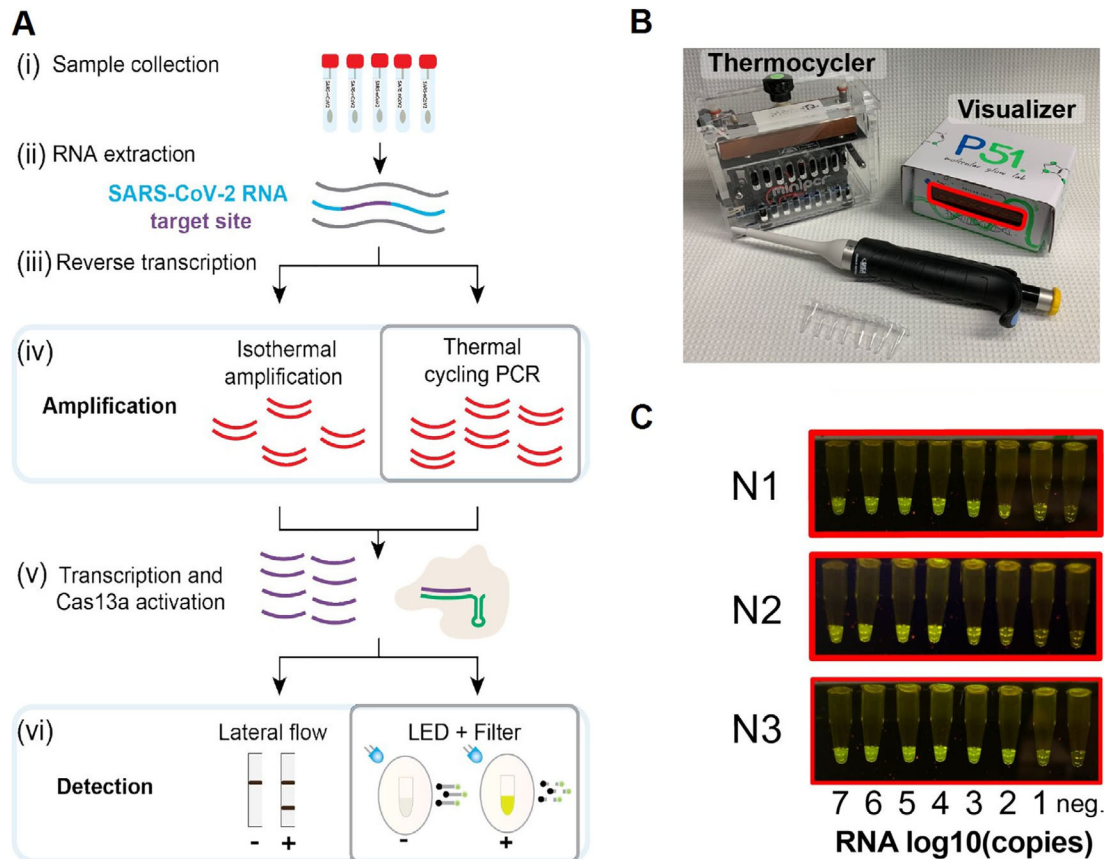 A
(i) Sample collection
(ii) RNA extraction
SARS-CoV-2 RNA
target site
(iii) Reverse transcription
(iv)
Amplification
Isothermal
amplification
Thermal
cycling PCR
(v) Transcription and
Cas13a activation
(vi)
Detection
Lateral flow
- +
LED + Filter
- +
B
Thermocycler
Visualizer
P51
molecular glow lab
minipcr
C
N1
N2
N3
7 6 5 4 3 2 1 neg.
RNA log10(copies)